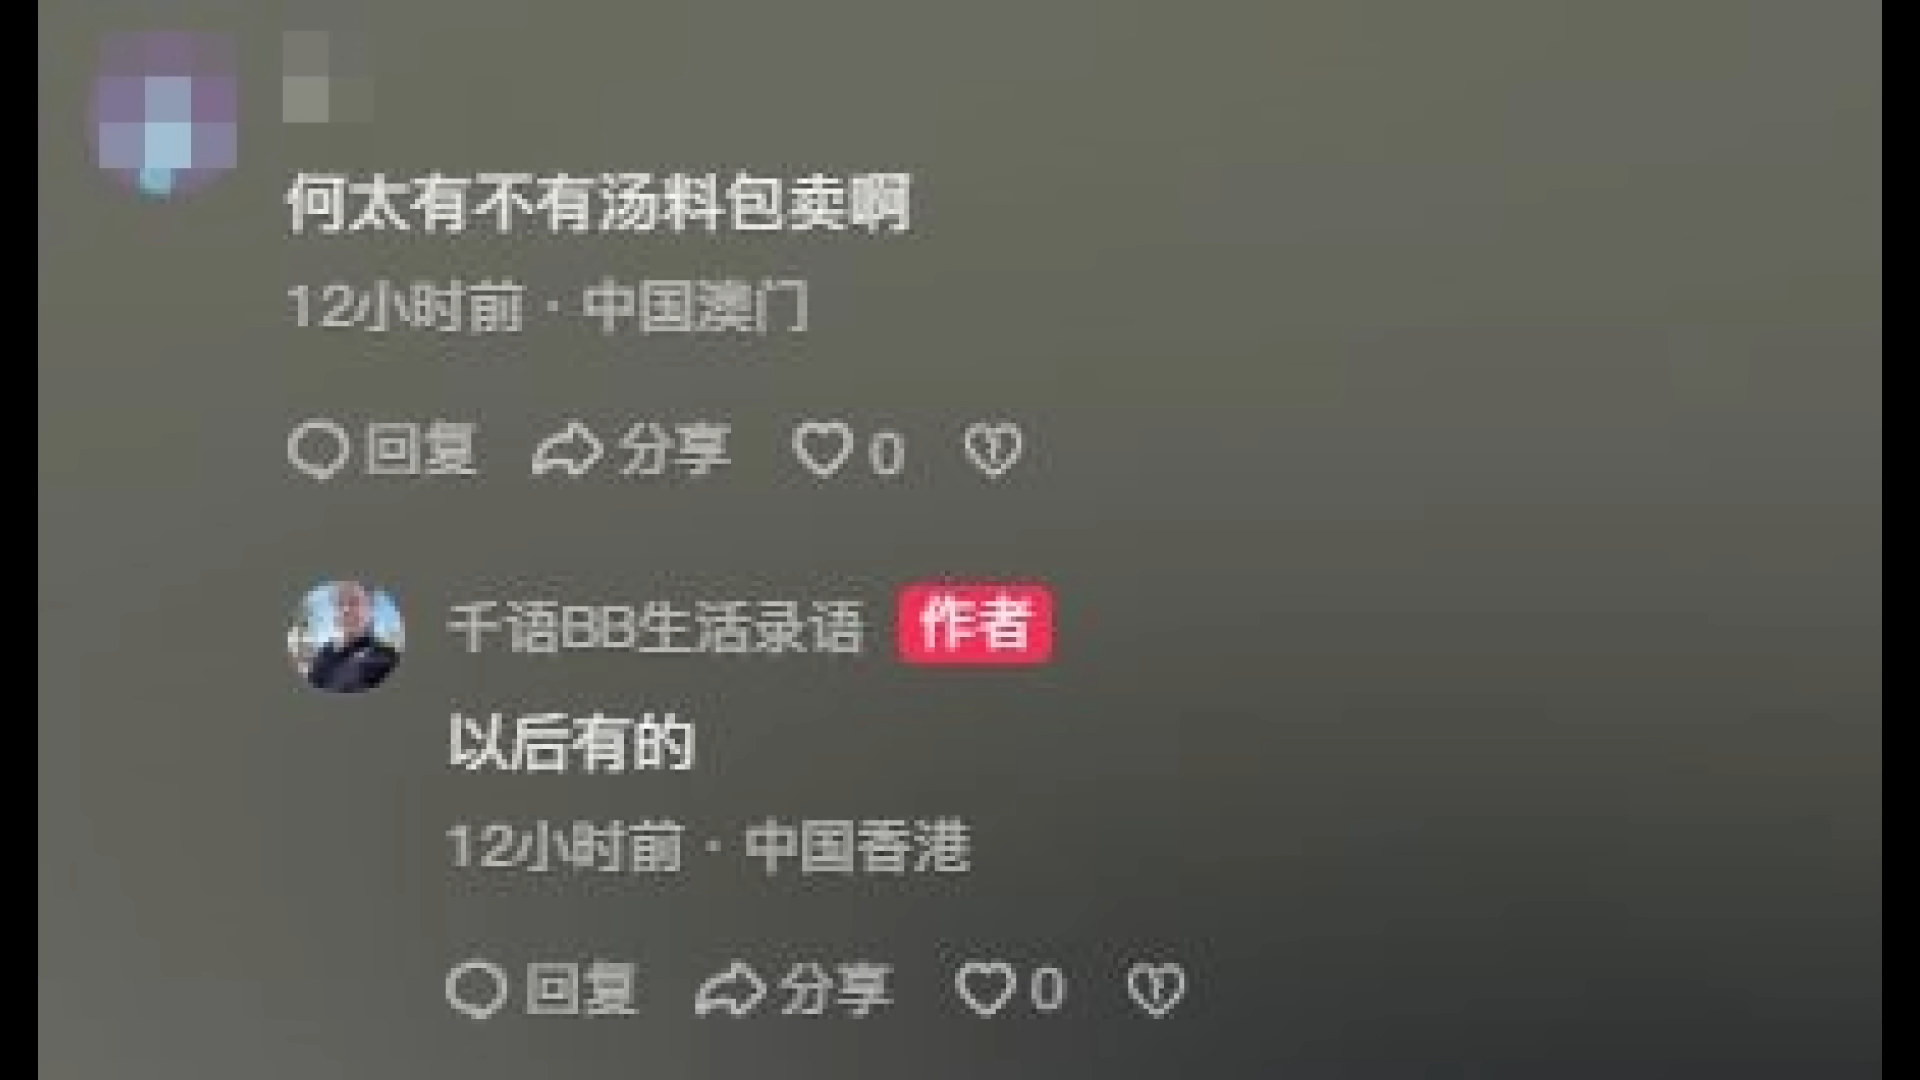 何太有不有汤料包卖啊
12小时前 · 中国澳门
回复 分享 0
千语BB生活录语 作者
以后有的
12小时前 · 中国香港
回复 分享 0